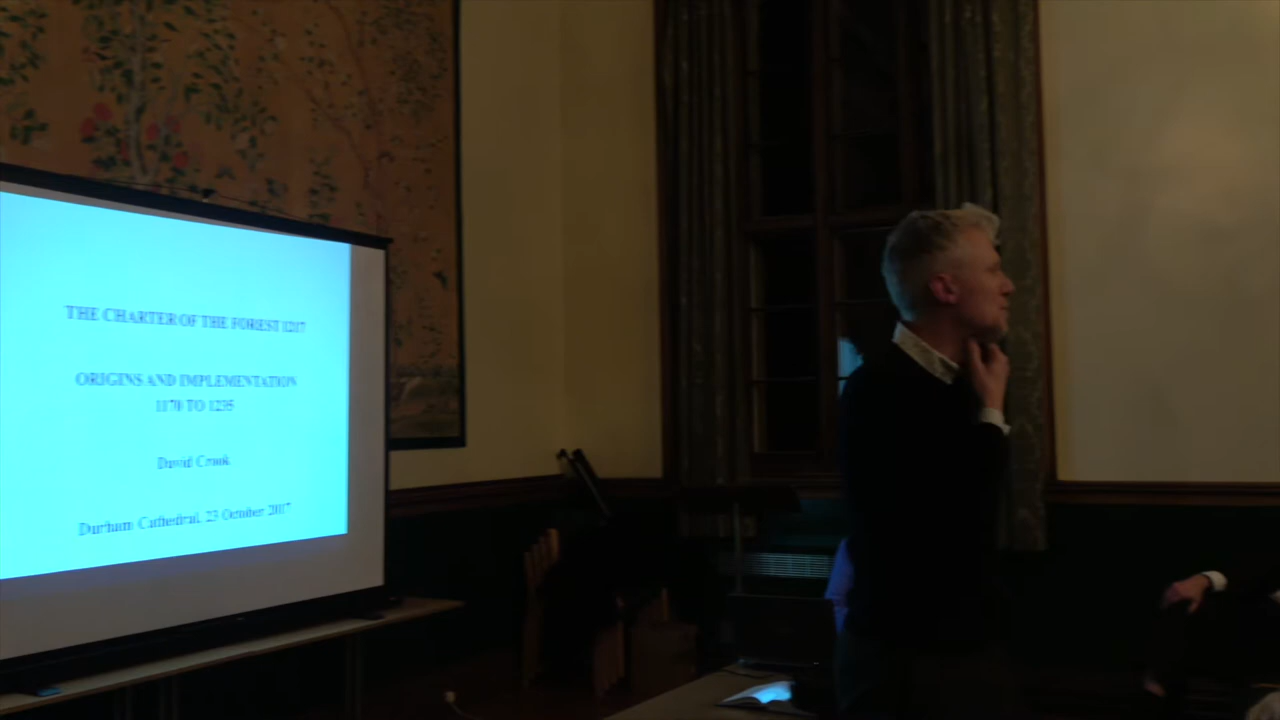 THE CHARTER OF THE FOREST 1217
ORIGINS AND IMPLEMENTATION
1170 TO 1235
David Crook
Durham Cathedral, 23 October 2017